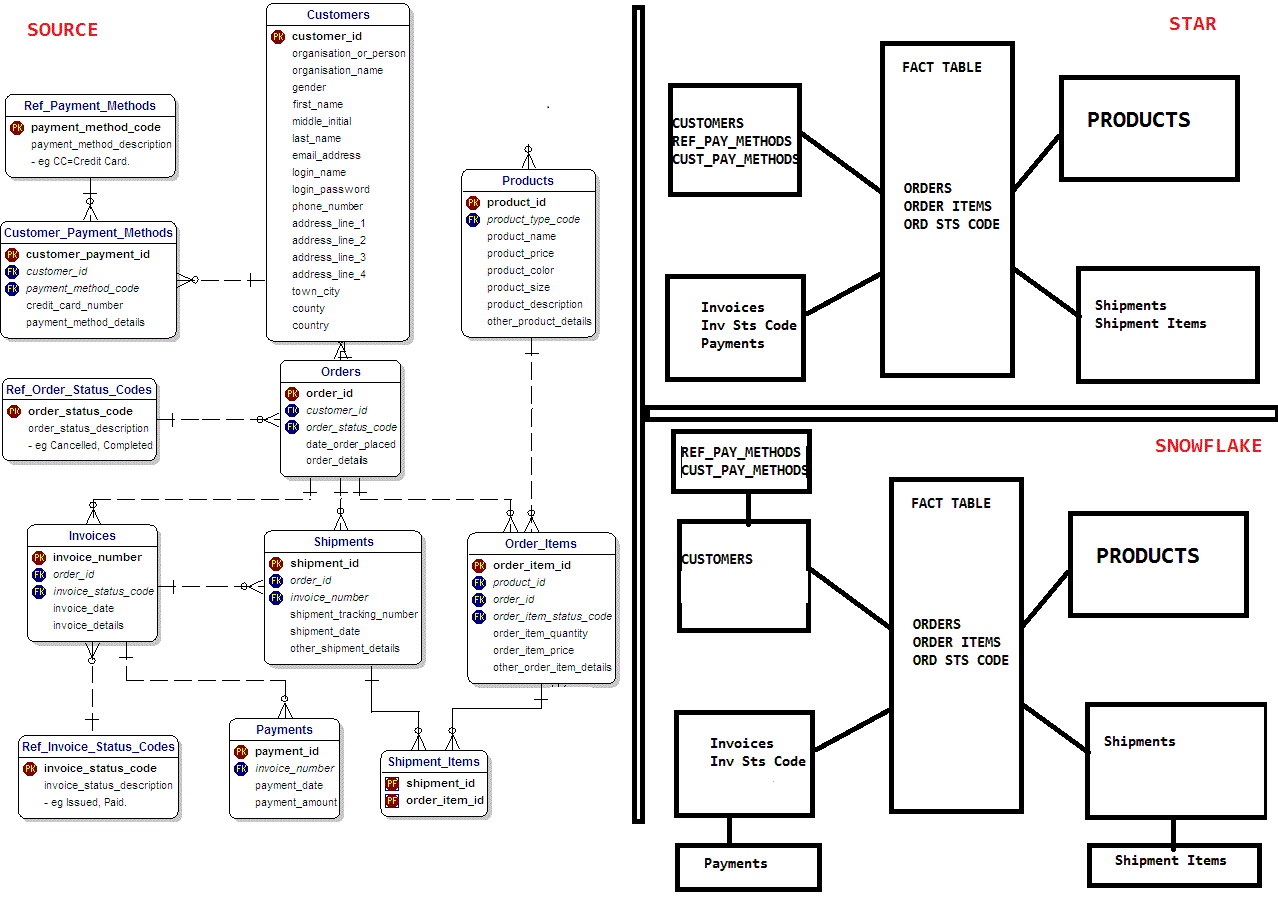 SOURCE
Customers
PK customer_id
organisation_or_person
organisation_name
gender
first_name
middle_initial
last_name
email_address
login_name
login_password
phone_number
address_line_1
address_line_2
address_line_3
address_line_4
town_city
county
country
Ref_Payment_Methods
PK payment_method_code
payment_method_description
- eg CC=Credit Card.
Customer_Payment_Methods
PK customer_payment_id
FK customer_id
FK payment_method_code
credit_card_number
payment_method_details
Products
PK product_id
FK product_type_code
product_name
product_price
product_color
product_size
product_description
other_product_details
Ref_Order_Status_Codes
PK order_status_code
order_status_description
- eg Cancelled, Completed
Orders
PK order_id
FK customer_id
FK order_status_code
date_order_placed
order_details
Invoices
PK invoice_number
FK order_id
FK invoice_status_code
invoice_date
invoice_details
Shipments
PK shipment_id
FK order_id
FK invoice_number
shipment_tracking_number
shipment_date
other_shipment_details
Order_Items
PK order_item_id
FK product_id
FK order_id
FK order_item_status_code
order_item_quantity
order_item_price
other_order_item_details
Ref_Invoice_Status_Codes
PK invoice_status_code
invoice_status_description
- eg Issued, Paid.
Payments
PK payment_id
FK invoice_number
payment_date
payment_amount
Shipment_Items
PF shipment_id
PF order_item_id
STAR
CUSTOMERS
REF_PAY_METHODS
CUST_PAY_METHODS
FACT TABLE
ORDERS
ORDER ITEMS
ORD STS CODE
PRODUCTS
Invoices
Inv Sts Code
Payments
Shipments
Shipment Items
SNOWFLAKE
REF_PAY_METHODS
CUST_PAY_METHODS
CUSTOMERS
FACT TABLE
ORDERS
ORDER ITEMS
ORD STS CODE
PRODUCTS
Invoices
Inv Sts Code
Payments
Shipments
Shipment Items